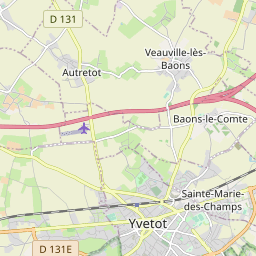 D 131
Veauville-lès-
Baons
Autretot
Baons-le-Comte
Sainte-Marie-
des-Champs
Yvetot
D 131E